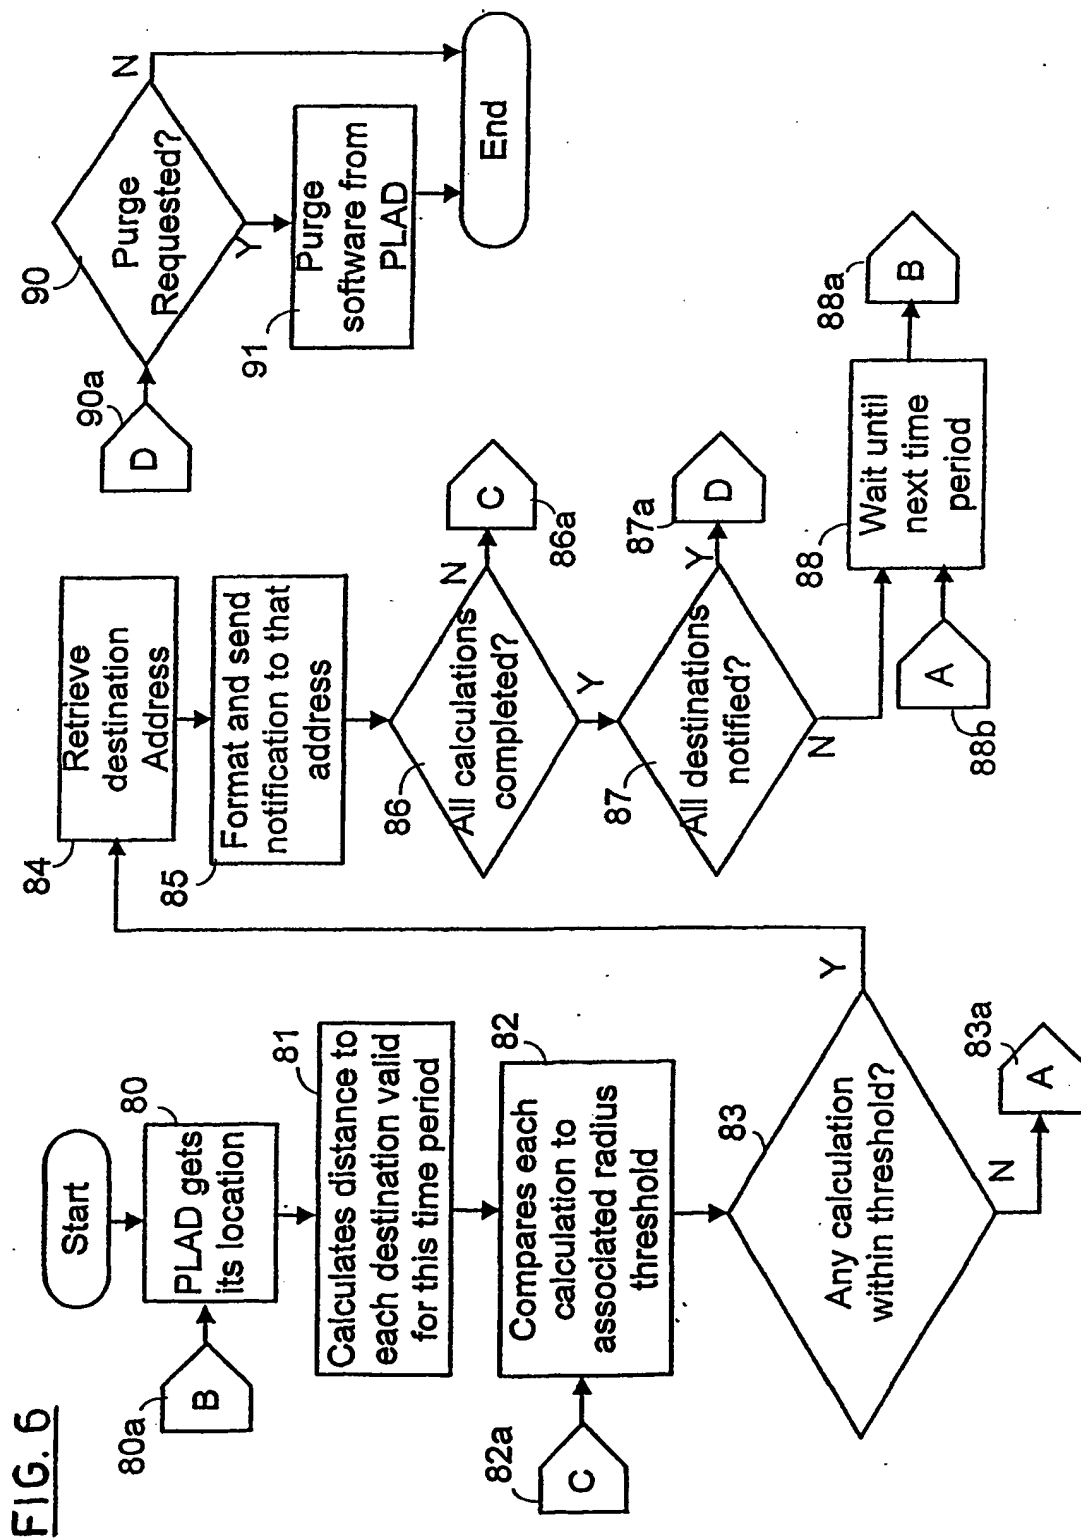 FIG. 6
Start
80
PLAD gets
its location
80a
B
81
Calculates distance to
each destination valid
for this time period
82
Compares each
calculation to
associated radius
threshold
82a
C
83
Any calculation
within threshold?
Y
N
83a
A
84
Retrieve
destination
Address
85
Format and send
notification to that
address
86
All calculations
completed?
N
C
86a
Y
87
All destinations
notified?
Y
87a
D
N
88
Wait until
next time
period
88a
B
A
88b
90a
D
90
Purge
Requested?
N
Y
91
Purge
software from
PLAD
End